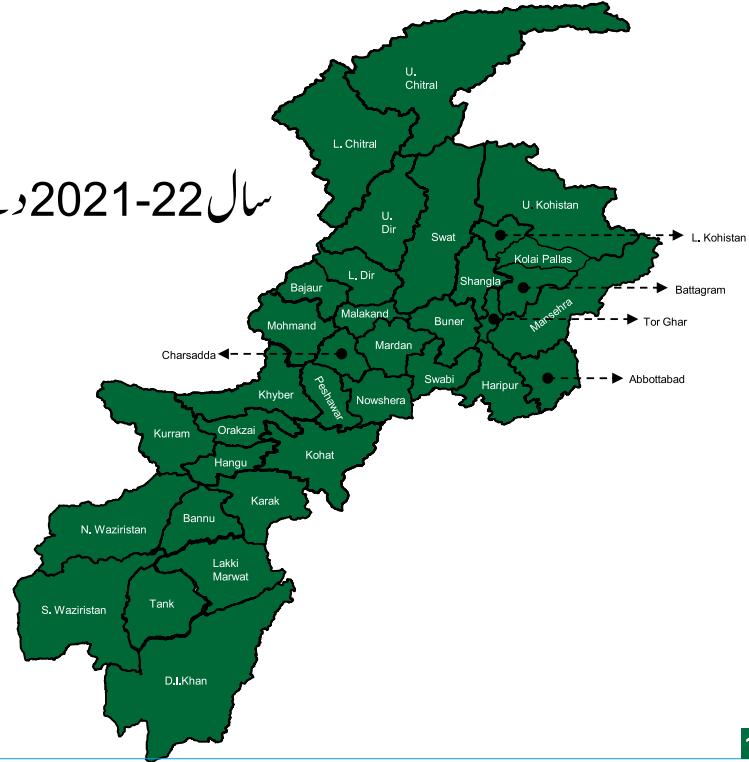 U.
Chitral
L. Chitral
سال 2021-22
U Kohistan
U.
Dir
Swat
L. Kohistan
Kolai Pallas
L. Dir
Shangla
Bajaur
Battagram
Malakand
Mansehra
Mohmand
Buner
Tor Ghar
Mardan
Charsadda
Swabi
Haripur
Abbottabad
Khyber
Peshawar
Nowshera
Kurram
Orakzai
Kohat
Hangu
Karak
Bannu
N. Waziristan
Lakki
Marwat
S. Waziristan
Tank
D.I.Khan